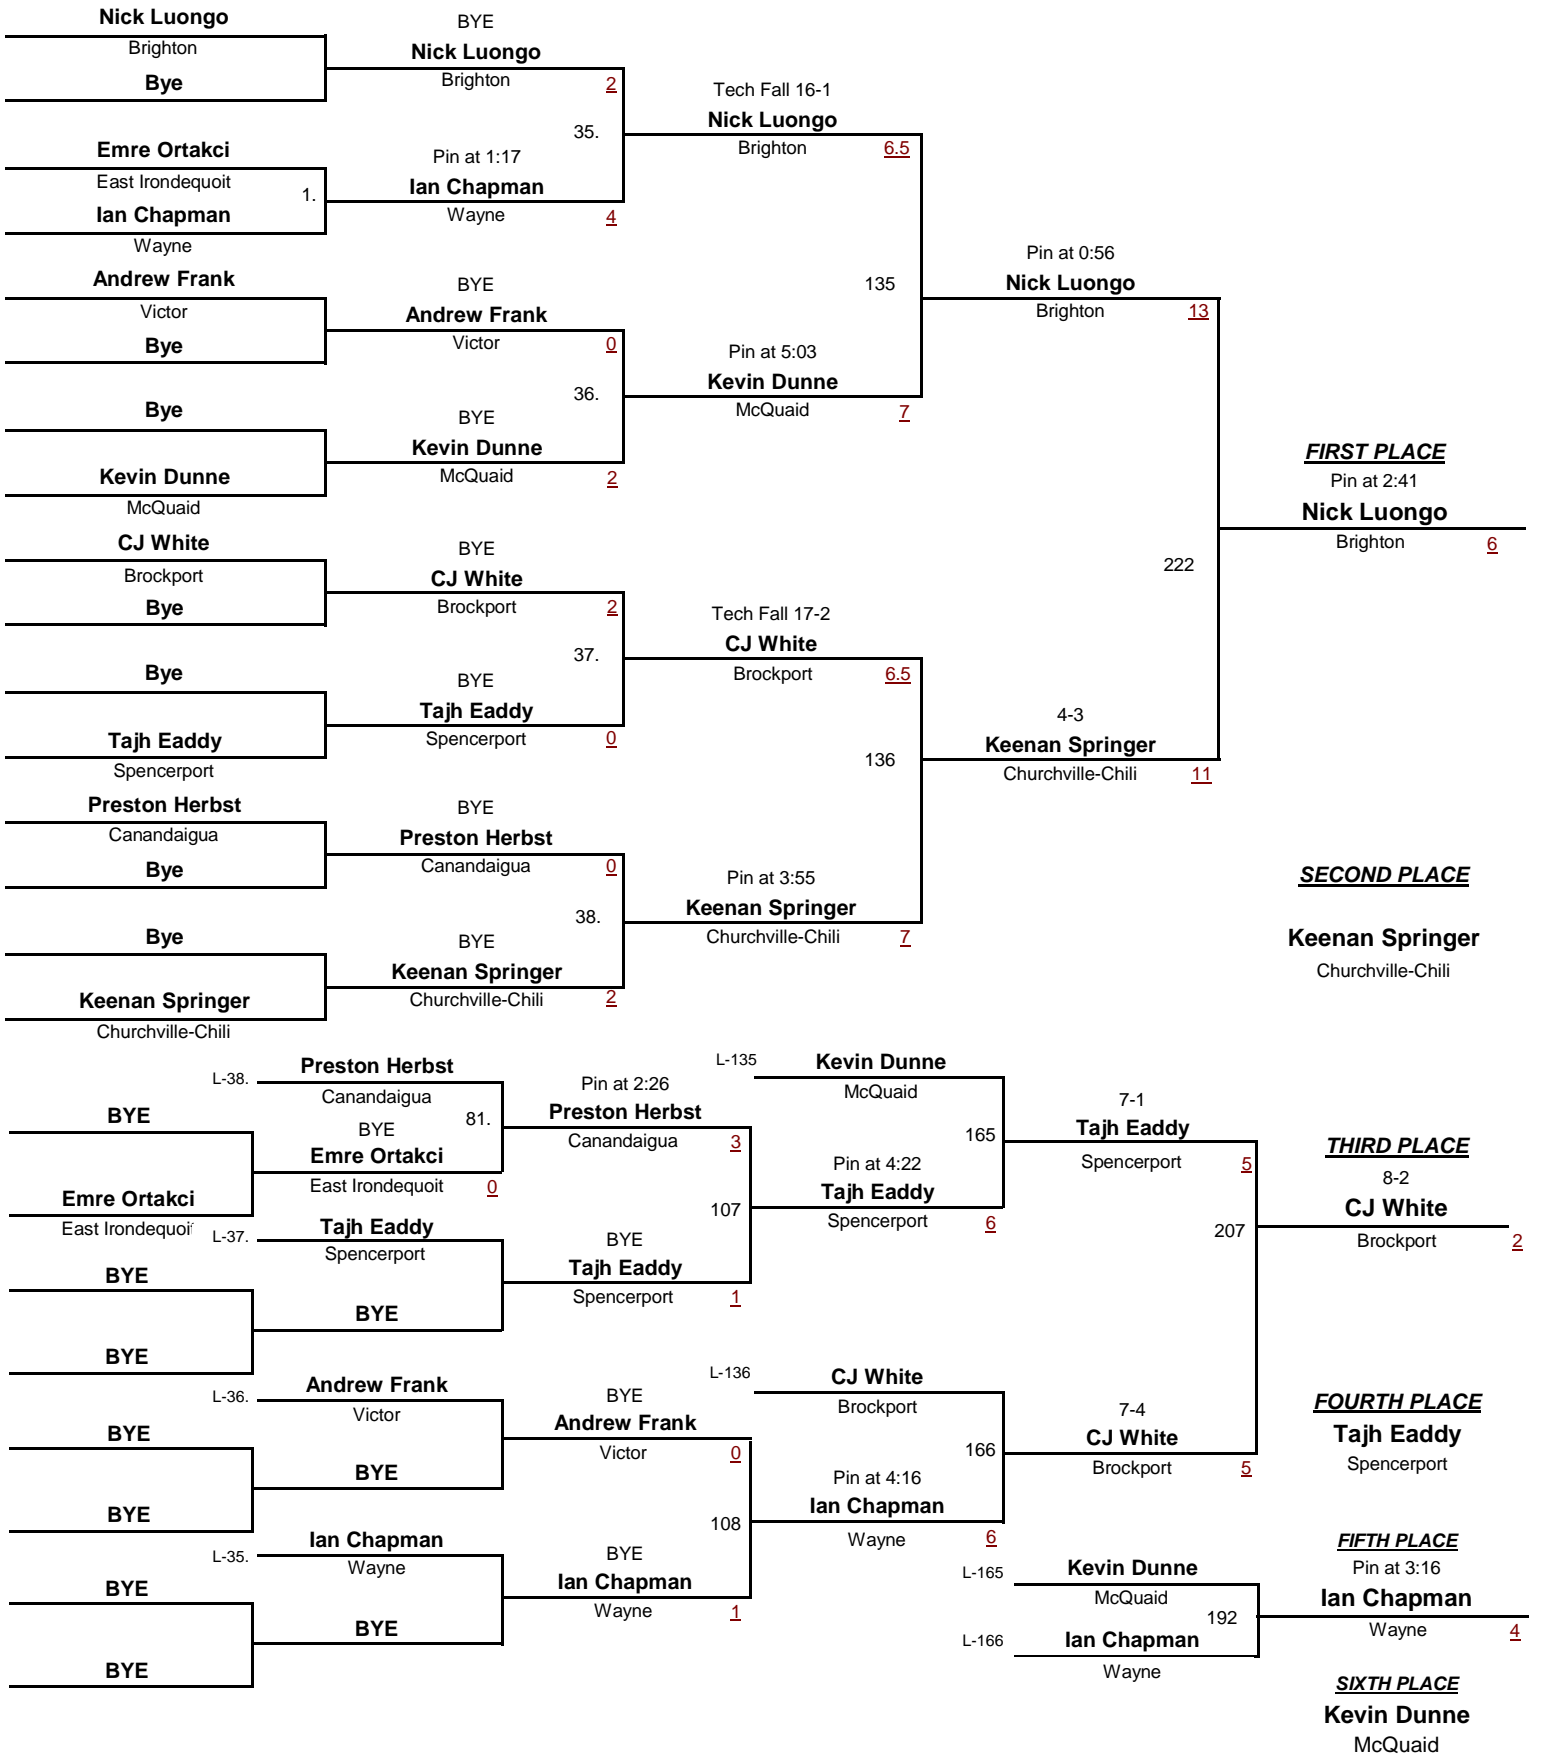 Nick Luongo
Brighton
Bye
Emre Ortakci
East Irondequoit
1.
Ian Chapman
Wayne
Andrew Frank
Victor
Bye
Bye
Kevin Dunne
McQuaid
CJ White
Brockport
Bye
Bye
Tajh Eaddy
Spencerport
Preston Herbst
Canandaigua
Bye
Bye
Keenan Springer
Churchville-Chili
BYE
Nick Luongo
Brighton
2
35.
Pin at 1:17
Ian Chapman
Wayne
4
BYE
Andrew Frank
Victor
0
36.
BYE
Kevin Dunne
McQuaid
2
BYE
CJ White
Brockport
2
37.
BYE
Tajh Eaddy
Spencerport
0
BYE
Preston Herbst
Canandaigua
0
38.
BYE
Keenan Springer
Churchville-Chili
2
Tech Fall 16-1
Nick Luongo
Brighton
6.5
135
Pin at 5:03
Kevin Dunne
McQuaid
7
Tech Fall 17-2
CJ White
Brockport
6.5
136
Pin at 3:55
Keenan Springer
Churchville-Chili
7
Pin at 0:56
Nick Luongo
Brighton
13
222
4-3
Keenan Springer
Churchville-Chili
11
FIRST PLACE
Pin at 2:41
Nick Luongo
Brighton
6
SECOND PLACE
Keenan Springer
Churchville-Chili
BYE
Emre Ortakci
East Irondequoi
BYE
BYE
BYE
BYE
BYE
BYE
L-38.
Preston Herbst
Canandaigua
81.
BYE
Emre Ortakci
East Irondequoit
0
L-37.
Tajh Eaddy
Spencerport
BYE
L-36.
Andrew Frank
Victor
BYE
L-35.
Ian Chapman
Wayne
BYE
Pin at 2:26
Preston Herbst
Canandaigua
3
107
BYE
Tajh Eaddy
Spencerport
1
BYE
Andrew Frank
Victor
0
108
BYE
Ian Chapman
Wayne
1
L-135
Kevin Dunne
McQuaid
165
Pin at 4:22
Tajh Eaddy
Spencerport
6
L-136
CJ White
Brockport
166
Pin at 4:16
Ian Chapman
Wayne
6
7-1
Tajh Eaddy
Spencerport
5
207
7-4
CJ White
Brockport
5
L-165
Kevin Dunne
McQuaid
192
L-166
Ian Chapman
Wayne
THIRD PLACE
8-2
CJ White
Brockport
2
FOURTH PLACE
Tajh Eaddy
Spencerport
FIFTH PLACE
Pin at 3:16
Ian Chapman
Wayne
4
SIXTH PLACE
Kevin Dunne
McQuaid